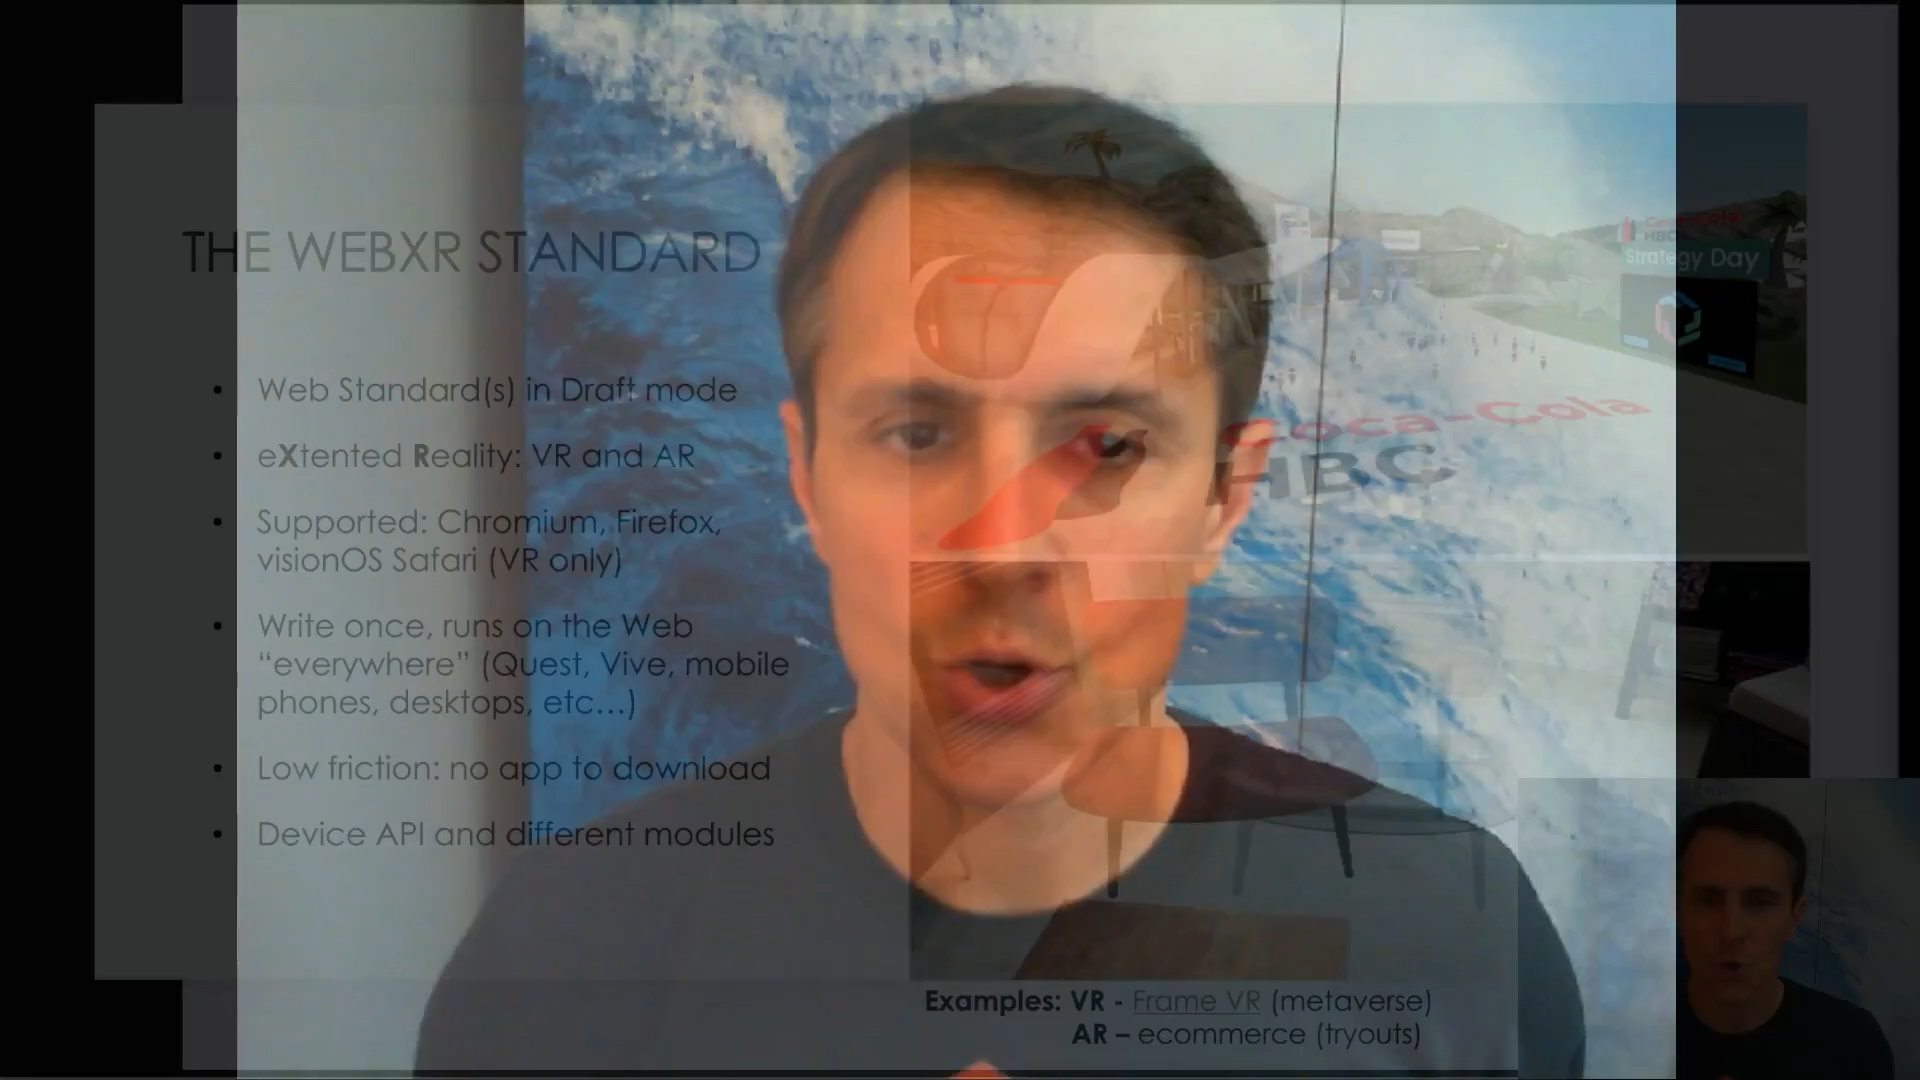 THE WEBXR STANDARD
• Web Standard(s) in Draft mode
• eXtented Reality: VR and AR
• Supported: Chromium, Firefox,
visionOS Safari (VR only)
• Write once, runs on the Web
“everywhere” (Quest, Vive, mobile
phones, desktops, etc…)
• Low friction: no app to download
• Device API and different modules
Coca-Cola
HBC
Strategy Day
Coca-Cola
HBC
Examples: VR - Frame VR (metaverse)
AR – ecommerce (tryouts)